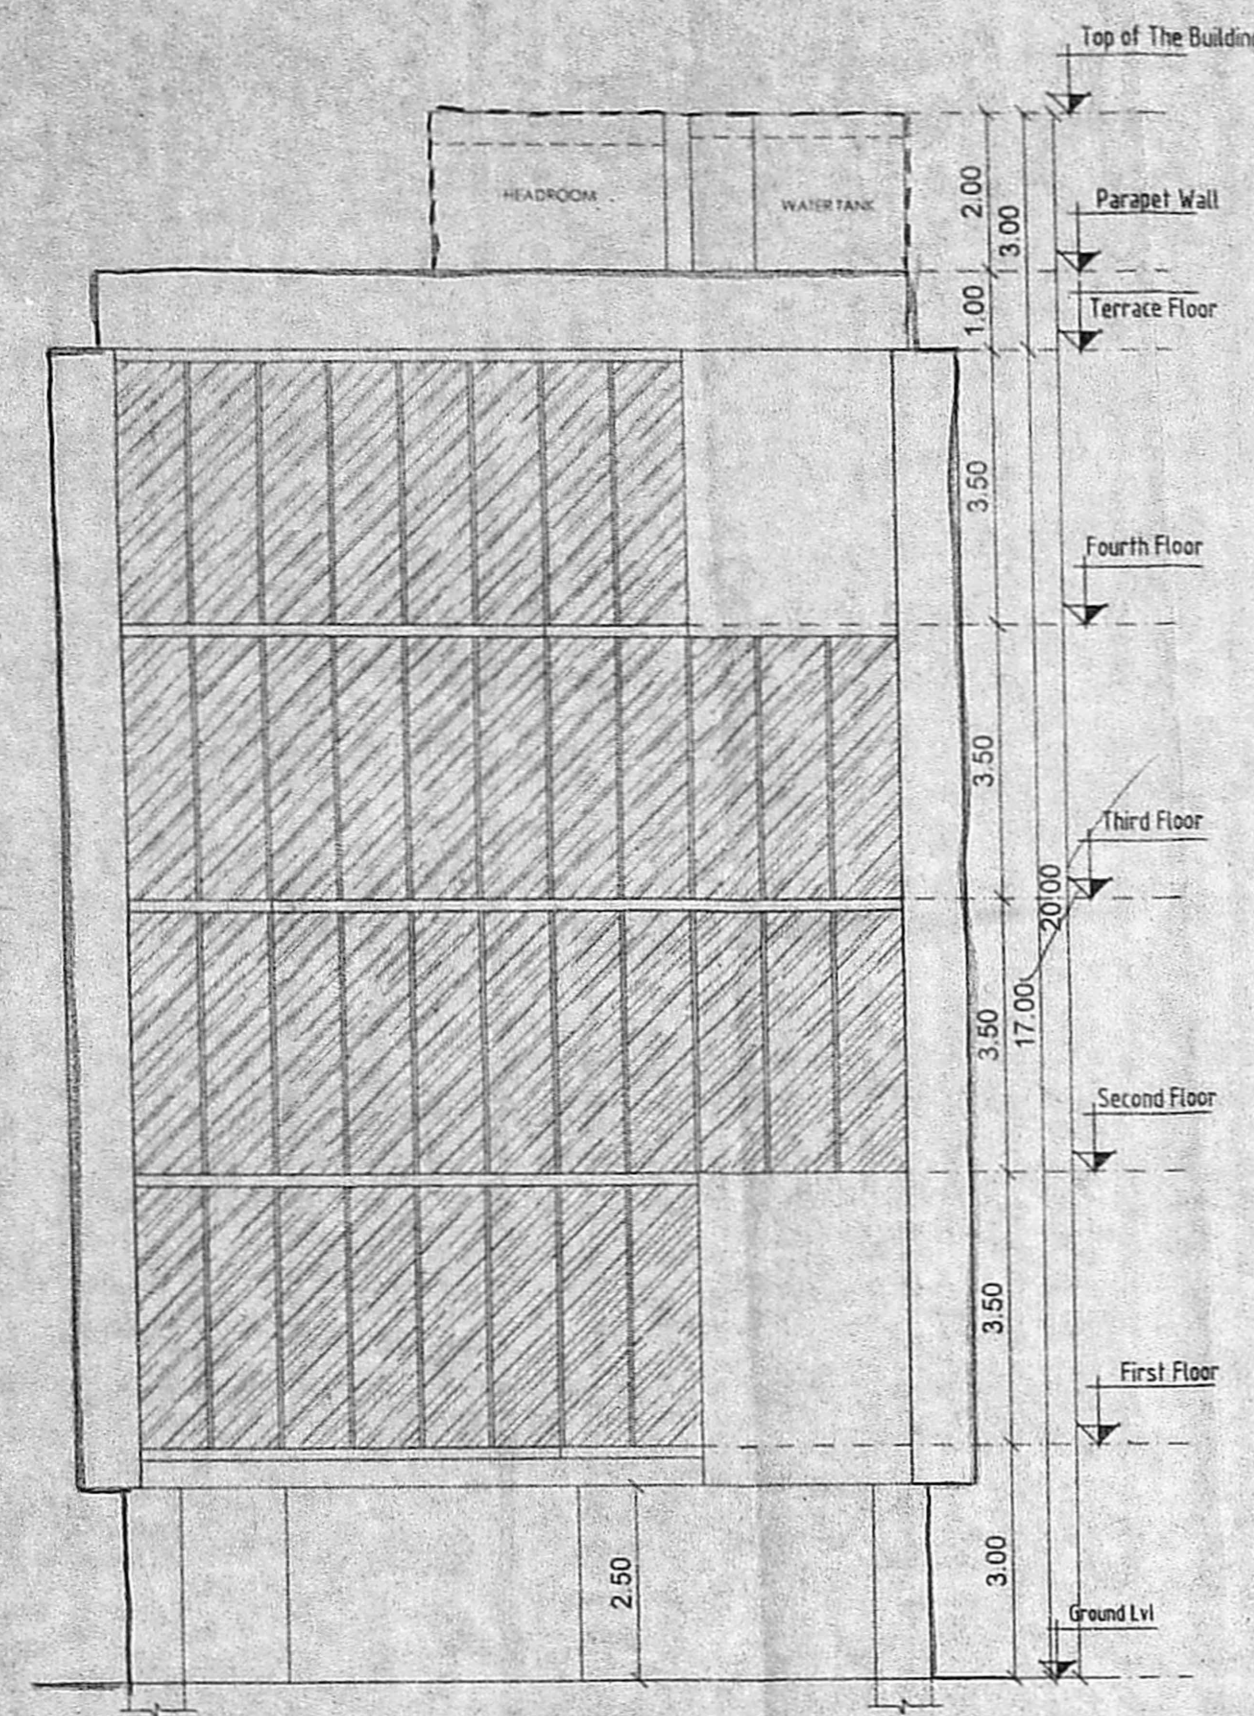 Top of The Building
HEADROOM
WATER TANK
2.00
3.00
Parapet Wall
1.00
Terrace Floor
3.50
Fourth Floor
3.50
Third Floor
20.00
17.00
3.50
Second Floor
3.50
First Floor
2.50
3.00
Ground Lvl